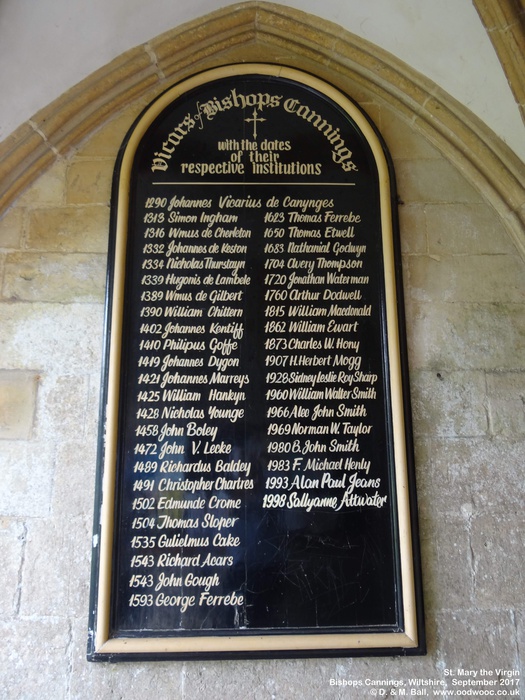 Vicars of Bishops Cannings
with the dates
of their
respective institutions
1290 Johannes Vicarius de Canynges
1313 Simon Ingham
1316 Wmus de Cherleton
1332 Johannes de Keston
1334 Nicholas Thurstayn
1339 Hugonis de Lambele
1389 Wmus de Gilbert
1390 William Chittern
1402 Johannes Kentiff
1410 Philipus Goffe
1419 Johannes Dygon
1421 Johannes Marreys
1425 William Hankyn
1428 Nicholas Younge
1458 John Boley
1472 John V. Lecke
1489 Richardus Baldey
1491 Christopher Chartres
1502 Edmunde Crome
1504 Thomas Sloper
1535 Gulielmus Cake
1543 Richard Acars
1543 John Gough
1593 George Ferrebe
1623 Thomas Ferrebe
1650 Thomas Etwell
1683 Nathanial Godwyn
1704 Avery Thompson
1720 Jonathan Waterman
1760 Arthur Dodwell
1815 William Macdonald
1862 William Ewart
1873 Charles W. Hony
1907 H. Herbert Mogg
1928 Sidney Leslie Roy Sharp
1960 William Walter Smith
1966 Alec John Smith
1969 Norman W. Taylor
1980 B. John Smith
1983 F. Michael Henly
1993 Alan Paul Jeans
1998 Sallyanne Attwater
St. Mary the Virgin
Bishops Cannings, Wiltshire, September 2017
© D. & M. Ball, www.oodwooc.co.uk